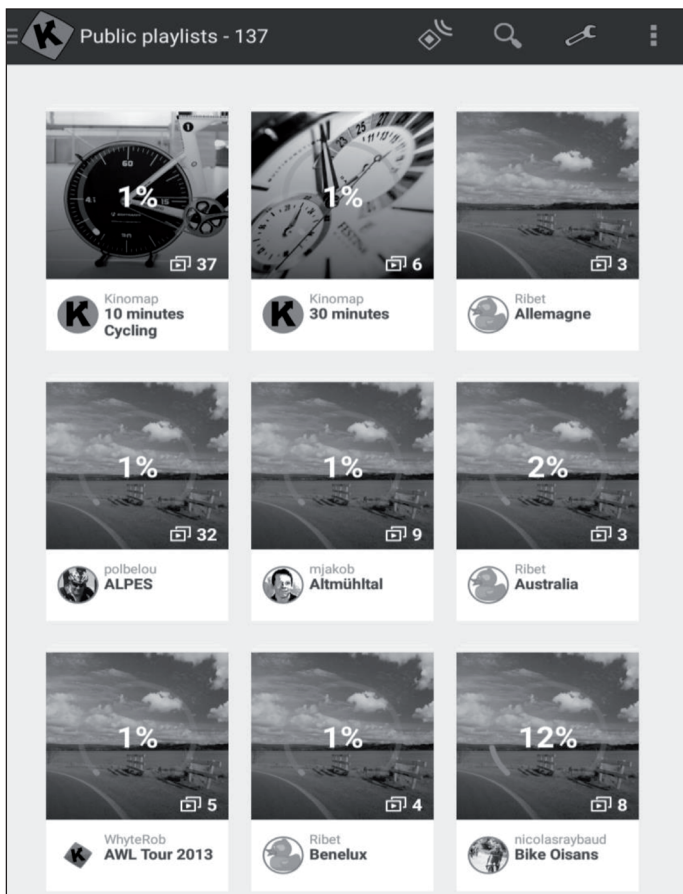 Public playlists - 137
1%
37
Kinomap
10 minutes
Cycling
1%
6
Kinomap
30 minutes
3
Ribet
Allemagne
1%
32
polbelou
ALPES
1%
9
mjakob
Altmühltal
2%
3
Ribet
Australia
1%
5
WhyteRob
AWL Tour 2013
1%
4
Ribet
Benelux
12%
8
nicolasraybaud
Bike Oisans